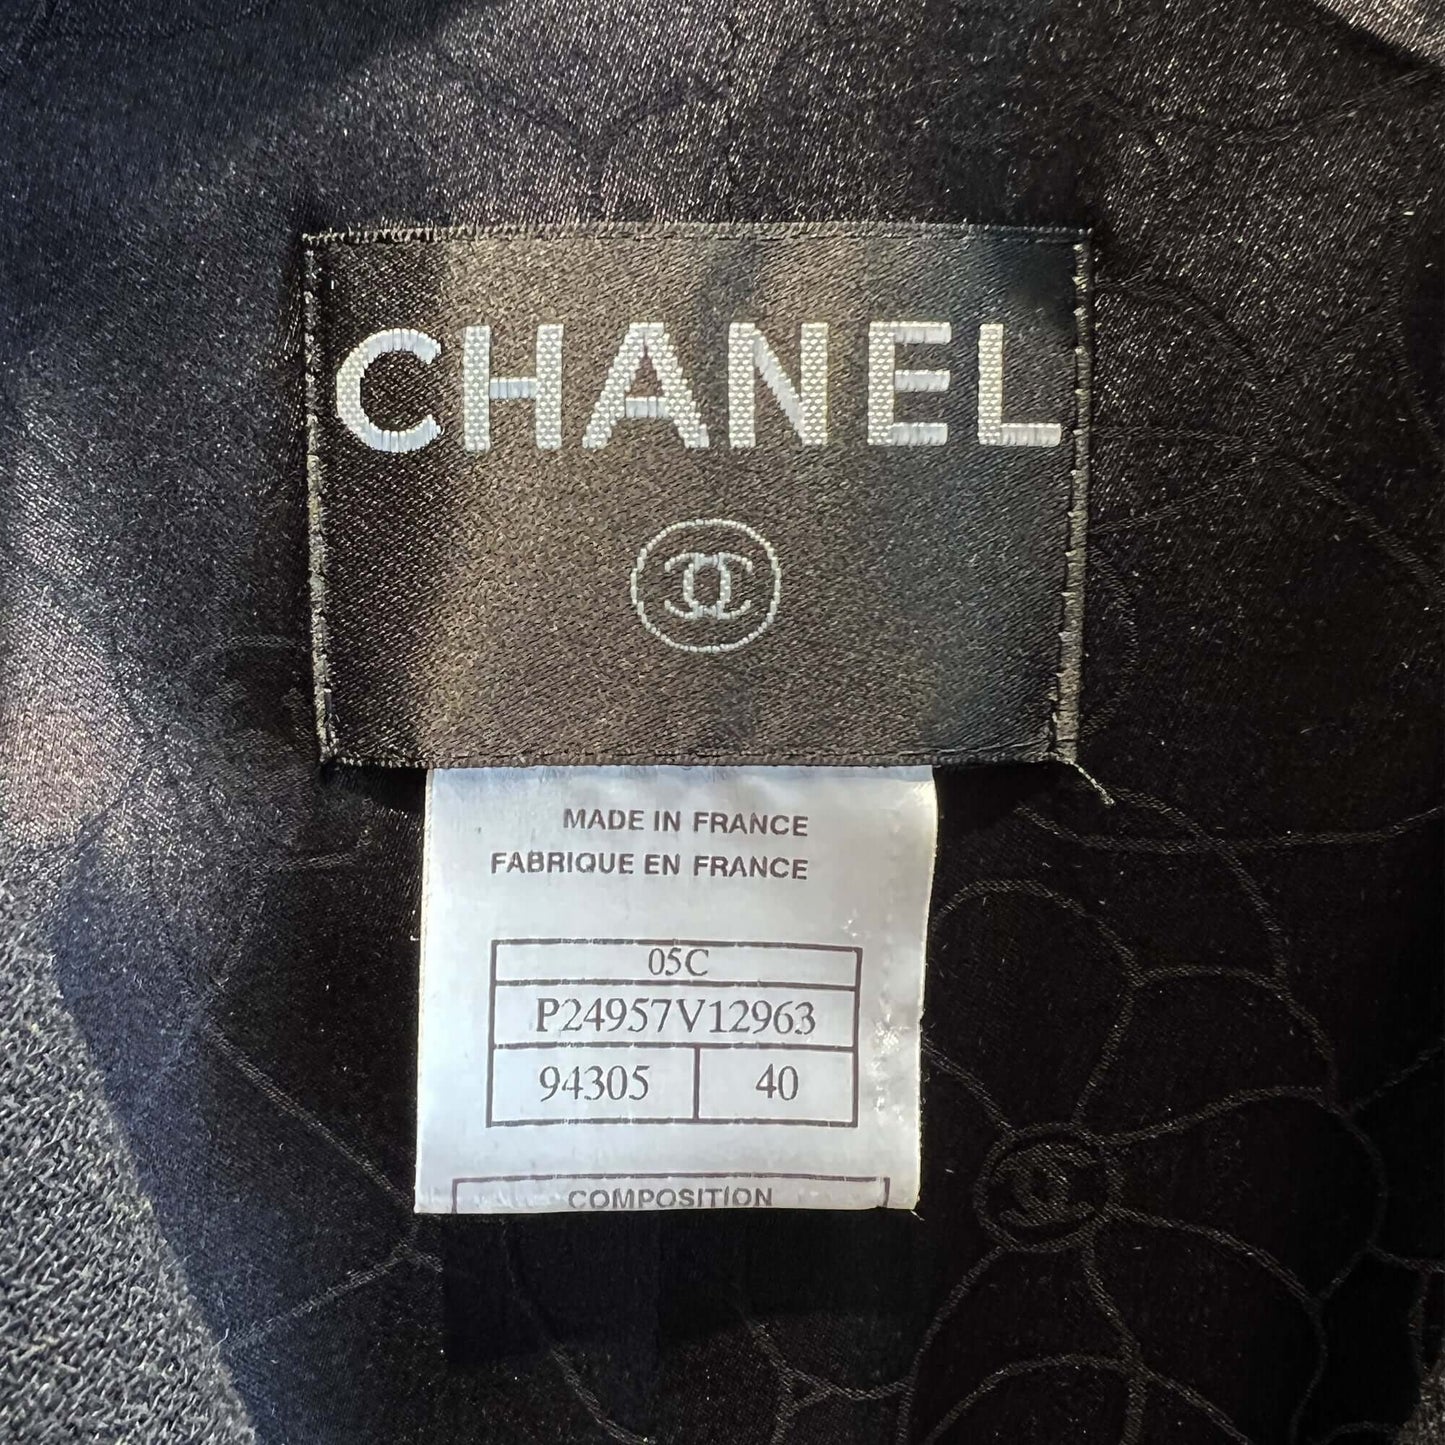 CHANEL
MADE IN FRANCE
FABRIQUE EN FRANCE
05C
P24957V12963
94305 40
COMPOSITION